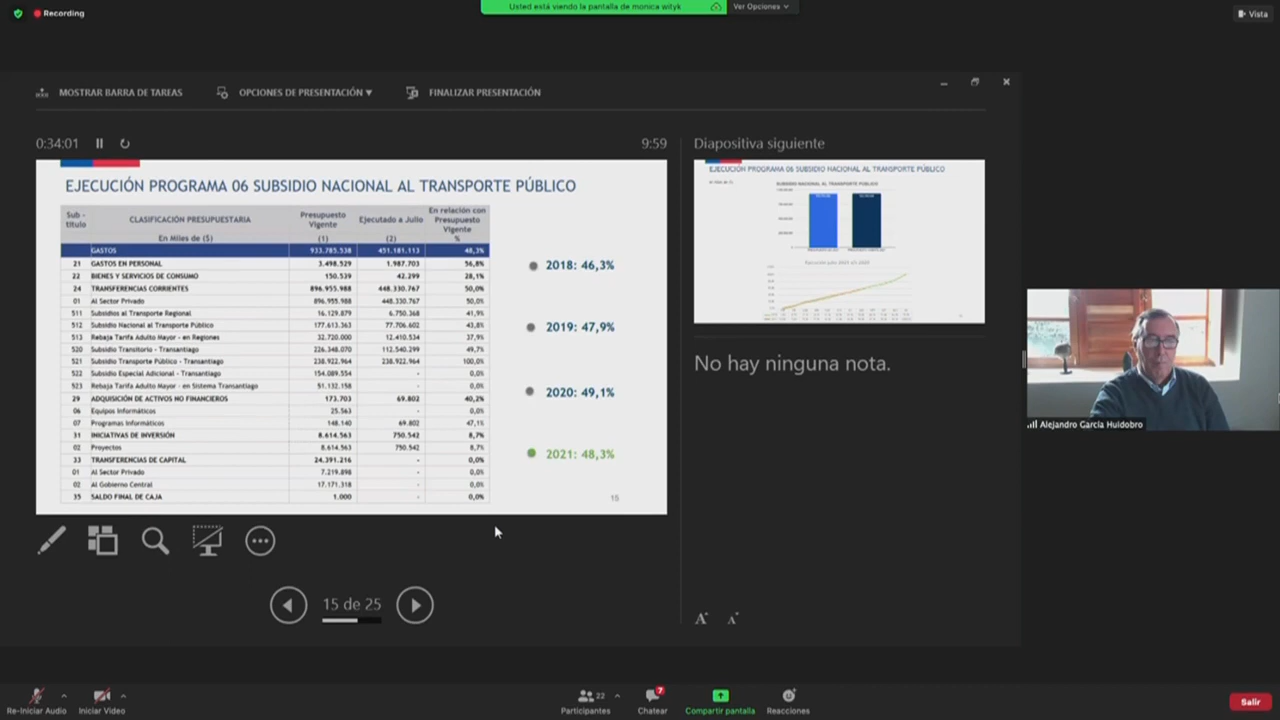 Recording
Usted está viendo la pantalla de monica wityk
Ver Opciones
Vista
MOSTRAR BARRA DE TAREAS
OPCIONES DE PRESENTACIÓN
FINALIZAR PRESENTACIÓN
0:34:01
9:59
EJECUCIÓN PROGRAMA 06 SUBSIDIO NACIONAL AL TRANSPORTE PÚBLICO
Sub - título CLASIFICACIÓN PRESUPUESTARIA Presupuesto Vigente Ejecutado a Julio En relación con Presupuesto Vigente
En Miles de ($) (1) (2) %
GASTOS 933.785.538 451.181.113 48,3%
21 GASTOS EN PERSONAL 3.498.529 1.987.703 56,8%
22 BIENES Y SERVICIOS DE CONSUMO 150.539 42.299 28,1%
24 TRANSFERENCIAS CORRIENTES 896.955.988 448.330.767 50,0%
01 Al Sector Privado 896.955.988 448.330.767 50,0%
511 Subsidios al Transporte Regional 16.129.879 6.750.368 41,9%
512 Subsidio Nacional al Transporte Público 177.613.363 77.706.602 43,8%
513 Rebaja Tarifa Adulto Mayor - en Regiones 32.720.000 12.410.534 37,9%
520 Subsidio Transitorio - Transantiago 226.348.070 112.540.299 49,7%
521 Subsidio Transporte Público - Transantiago 238.922.964 238.922.964 100,0%
522 Subsidio Especial Adicional - Transantiago 154.089.554 - 0,0%
523 Rebaja Tarifa Adulto Mayor - en Sistema Transantiago 51.132.158 - 0,0%
29 ADQUISICIÓN DE ACTIVOS NO FINANCIEROS 173.703 69.802 40,2%
06 Equipos Informáticos 25.563 - 0,0%
07 Programas Informáticos 148.140 69.802 47,1%
31 INICIATIVAS DE INVERSIÓN 8.614.563 750.542 8,7%
02 Proyectos 8.614.563 750.542 8,7%
33 TRANSFERENCIAS DE CAPITAL 24.391.216 - 0,0%
01 Al Sector Privado 7.219.898 - 0,0%
02 Al Gobierno Central 17.171.318 - 0,0%
35 SALDO FINAL DE CAJA 1.000 - 0,0%
2018: 46,3%
2019: 47,9%
2020: 49,1%
2021: 48,3%
15
15 de 25
Diapositiva siguiente
EJECUCIÓN PROGRAMA 06 SUBSIDIO NACIONAL AL TRANSPORTE PÚBLICO
SUBSIDIO NACIONAL AL TRANSPORTE PÚBLICO
No hay ninguna nota.
A A
Alejandro García Huidobro
Re-Iniciar Audio
Iniciar Video
22
Participantes
7
Chatear
Compartir pantalla
Reacciones
Salir